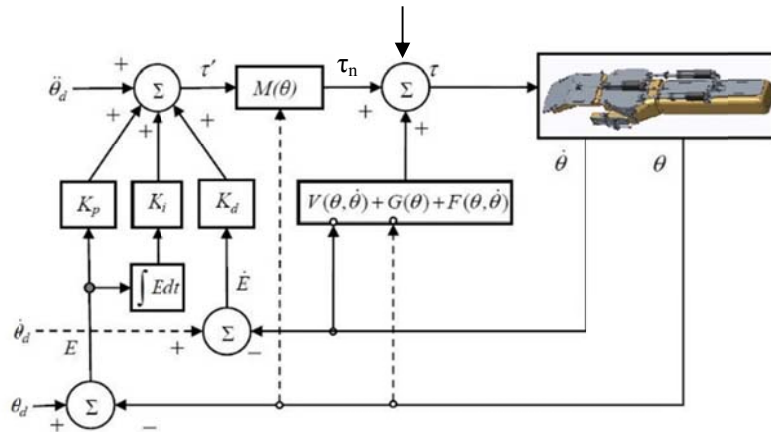 +
θ̈d
+
+
+
Σ
τ′
M(θ)
τn
+
Σ
τ
+
θ̇
θ
Kp
Ki
Kd
V(θ,θ̇)+G(θ)+F(θ,θ̇)
∫Edt
Ė
θ̇d
E
+
Σ
−
θd
+
Σ
−